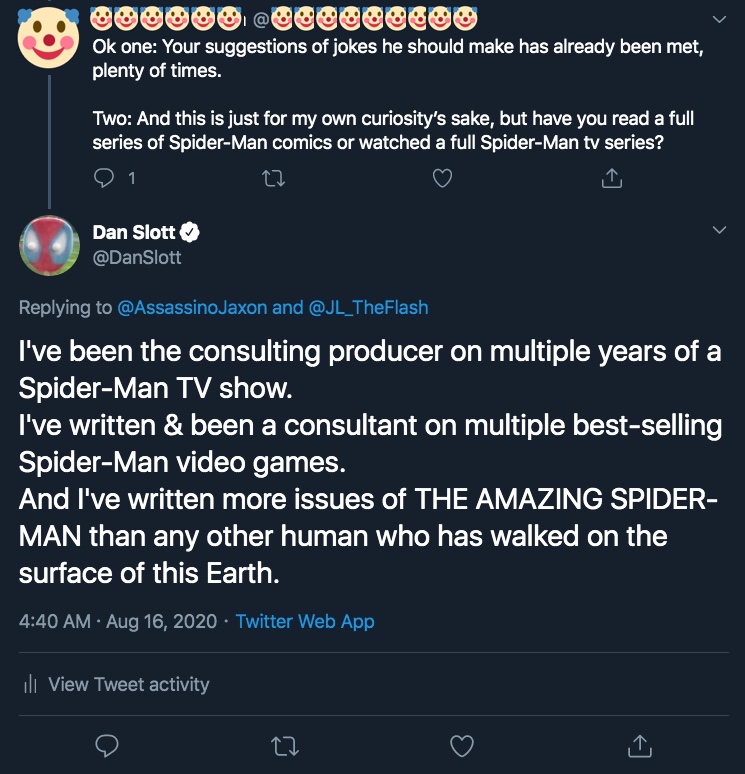 @
Ok one: Your suggestions of jokes he should make has already been met,
plenty of times.
Two: And this is just for my own curiosity's sake, but have you read a full
series of Spider-Man comics or watched a full Spider-Man tv series?
1
Dan Slott
@DanSlott
Replying to @AssassinoJaxon and @JL_TheFlash
I've been the consulting producer on multiple years of a
Spider-Man TV show.
I've written & been a consultant on multiple best-selling
Spider-Man video games.
And I've written more issues of THE AMAZING SPIDER-
MAN than any other human who has walked on the
surface of this Earth.
4:40 AM · Aug 16, 2020 · Twitter Web App
View Tweet activity